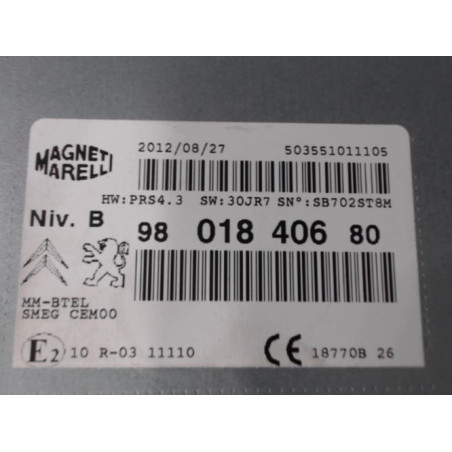 MAGNETI
MARELLI
2012/08/27 503551011105
HW:PRS4.3 SW:30JR7 SN°:SB702ST8M
Niv. B 98 018 406 80
MM-BTEL
SMEG CEM00
E2 10 R-03 11110 CE 18770B 26